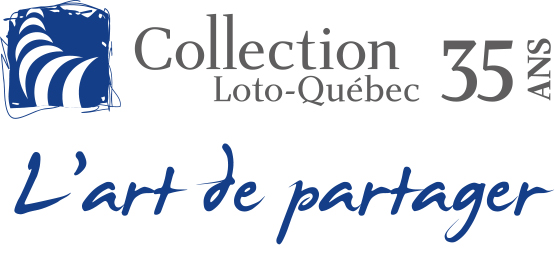 Collection 35 ANS
Loto-Québec
L'art de partager